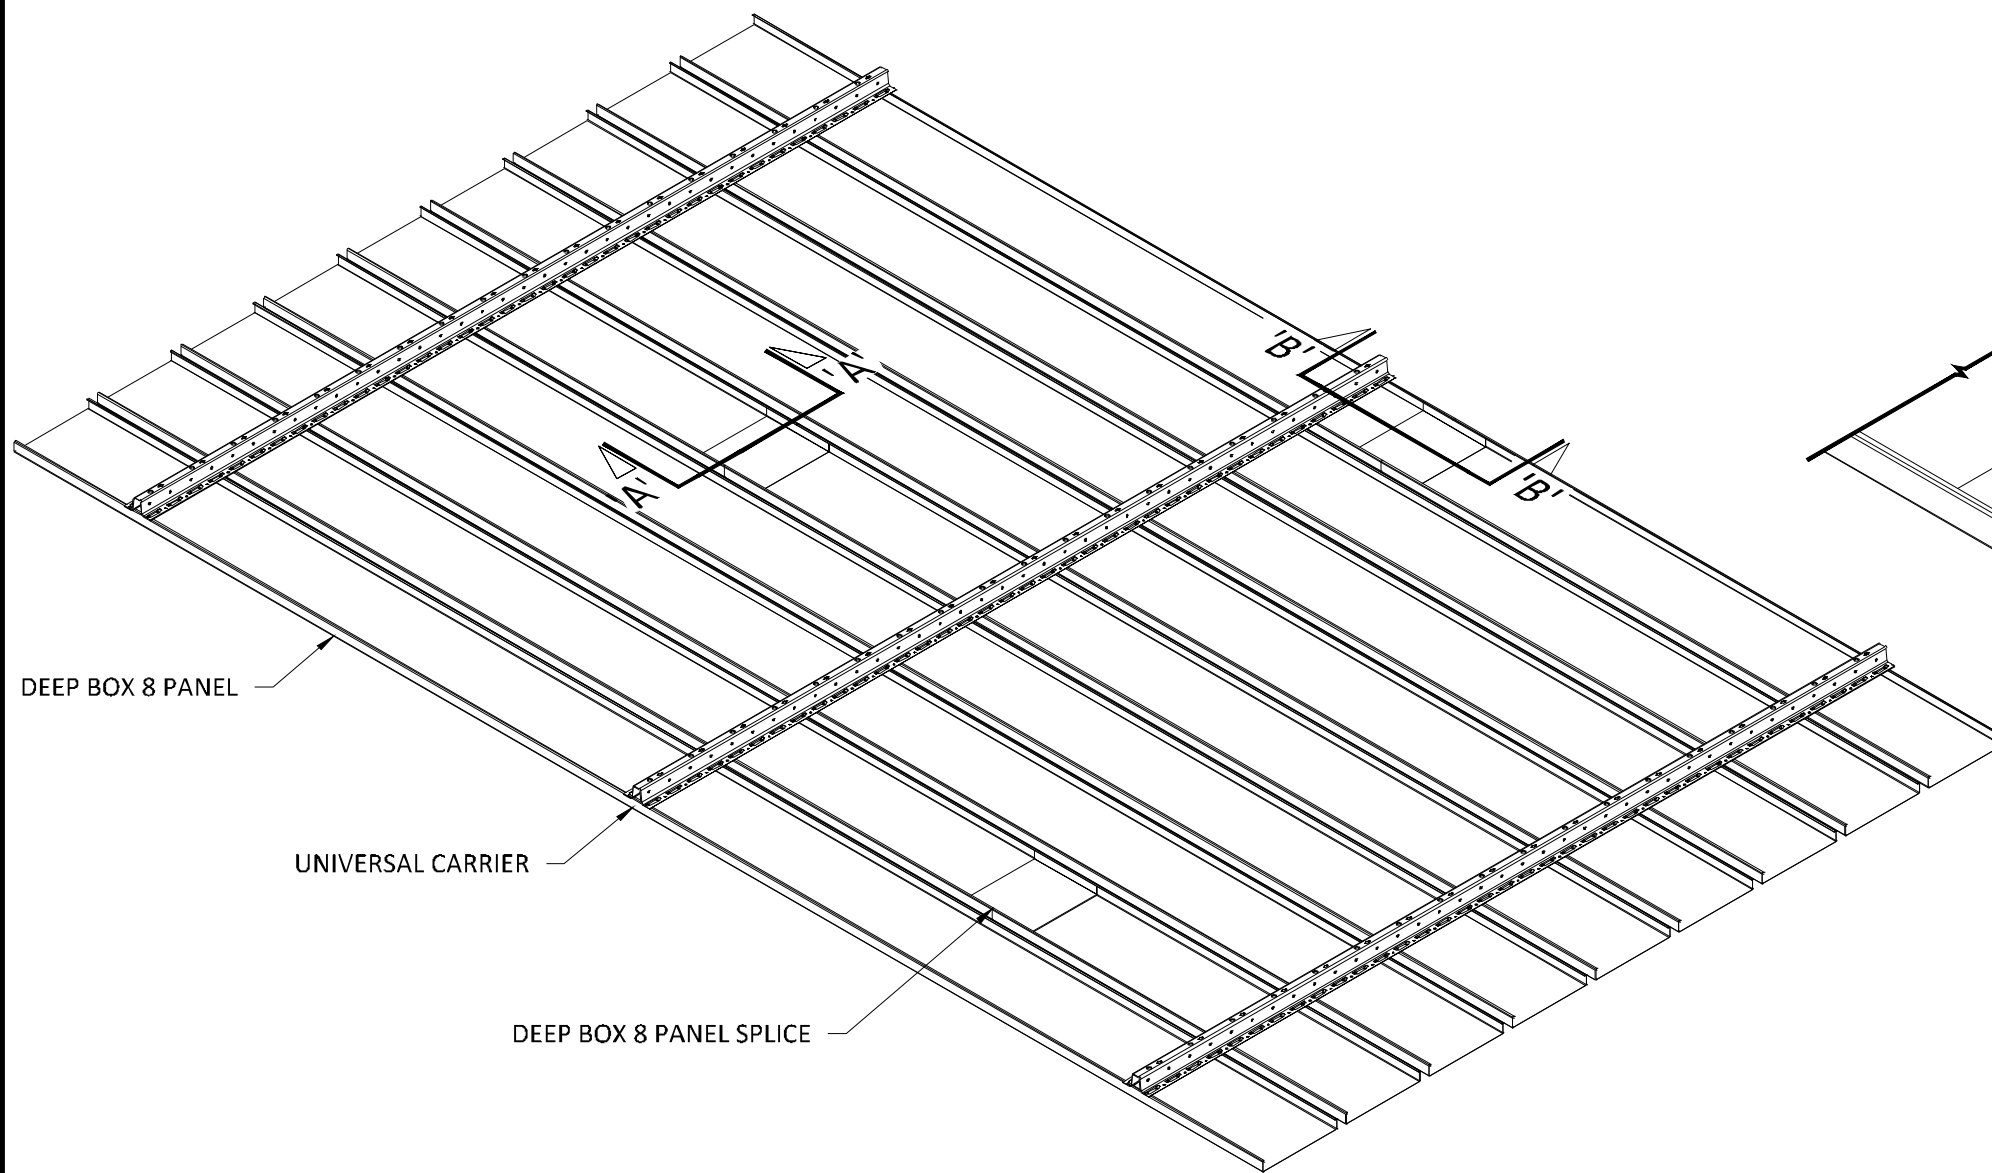 'A'
'B'
'A'
'B'
DEEP BOX 8 PANEL
UNIVERSAL CARRIER
DEEP BOX 8 PANEL SPLICE